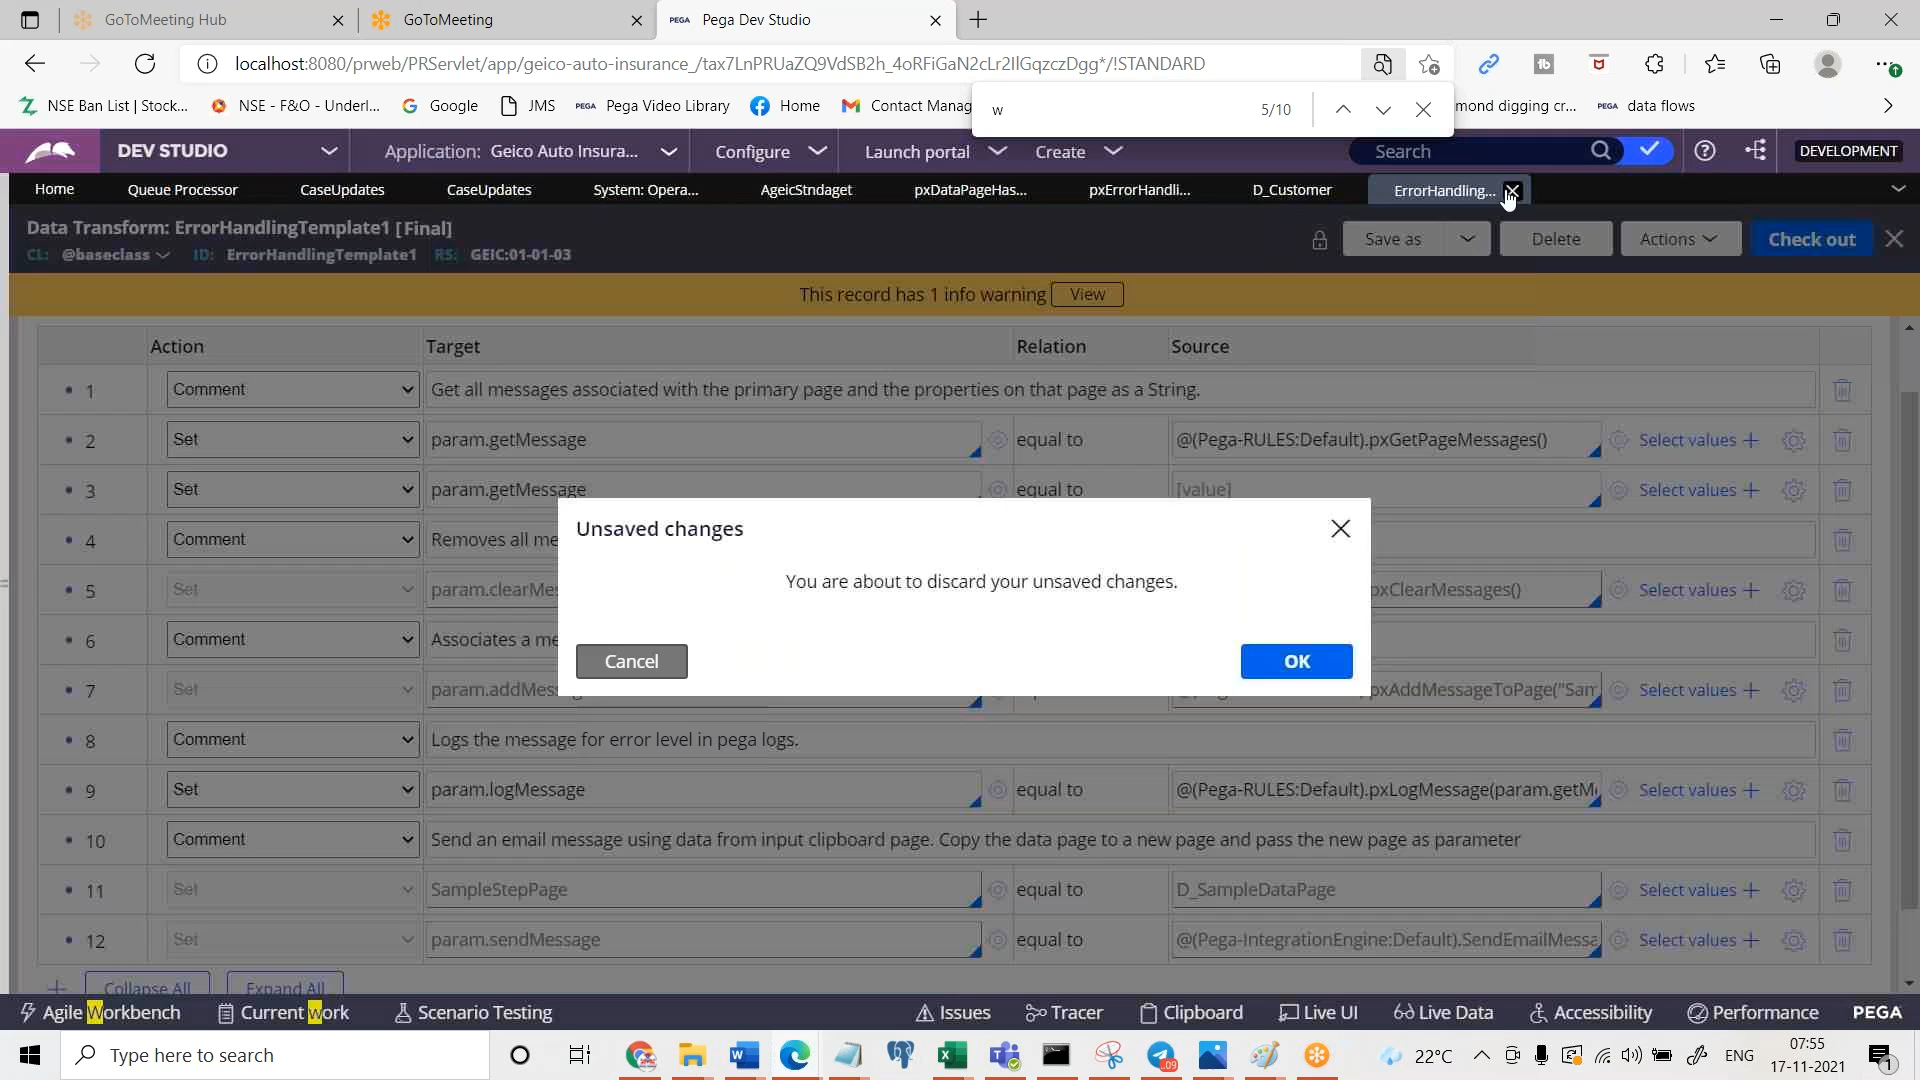 GoToMeeting Hub
GoToMeeting
PEGA Pega Dev Studio
localhost:8080/prweb/PRServlet/app/geico-auto-insurance_/tax7LnPRUaZQ9VdSB2h_4oRFiGaN2cLr2IlGqzczDgg*/!STANDARD
NSE Ban List | Stock...
NSE - F&O - Underl...
Google
JMS
PEGA Pega Video Library
Home
Contact Manag
mond digging cr...
PEGA data flows
w
5/10
DEV STUDIO
Application: Geico Auto Insura...
Configure
Launch portal
Create
Search
DEVELOPMENT
Home
Queue Processor
CaseUpdates
CaseUpdates
System: Opera...
AgeicStndaget
pxDataPageHas...
pxErrorHandli...
D_Customer
ErrorHandling...
Data Transform: ErrorHandlingTemplate1 [Final]
CL: @baseclass ID: ErrorHandlingTemplate1 RS: GEIC:01-01-03
Save as
Delete
Actions
Check out
This record has 1 info warning View
Action Target Relation Source
1 Comment Get all messages associated with the primary page and the properties on that page as a String.
2 Set param.getMessage equal to @(Pega-RULES:Default).pxGetPageMessages() Select values
3 Set param.getMessage equal to [value] Select values
4 Comment Removes all me
5 Set param.clearMes pxClearMessages() Select values
6 Comment Associates a me
7 Set param.addMes pxAddMessageToPage("Sam Select values
8 Comment Logs the message for error level in pega logs.
9 Set param.logMessage equal to @(Pega-RULES:Default).pxLogMessage(param.getM Select values
10 Comment Send an email message using data from input clipboard page. Copy the data page to a new page and pass the new page as parameter
11 Set SampleStepPage equal to D_SampleDataPage Select values
12 Set param.sendMessage equal to @(Pega-IntegrationEngine:Default).SendEmailMessa Select values
Collapse All Expand All
Unsaved changes
You are about to discard your unsaved changes.
Cancel
OK
Agile Workbench
Current work
Scenario Testing
Issues
Tracer
Clipboard
Live UI
Live Data
Accessibility
Performance
PEGA
Type here to search
22°C
ENG
07:55
17-11-2021
1